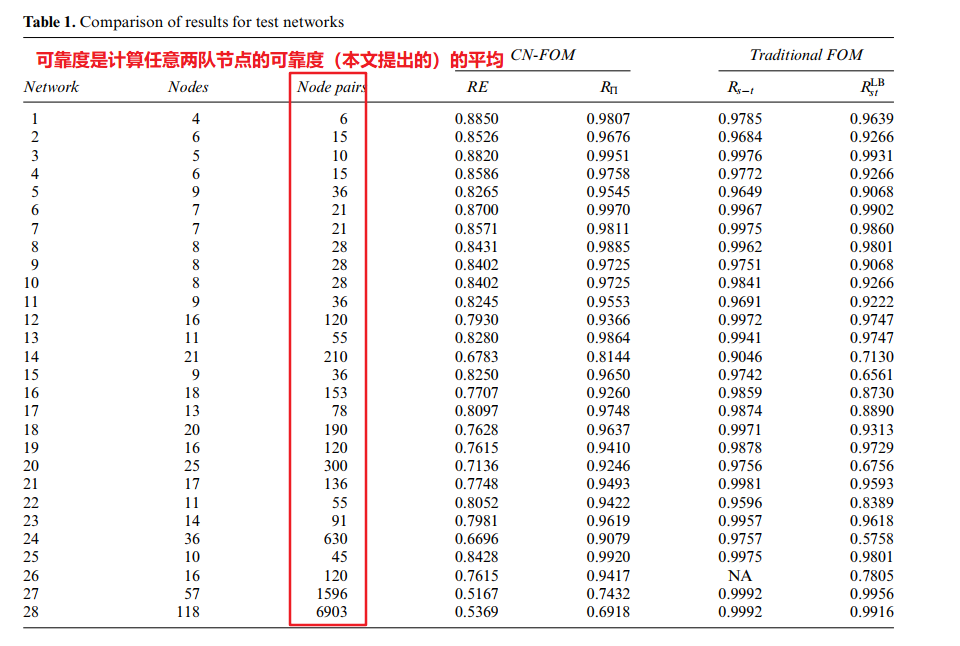 Table 1. Comparison of results for test networks
可靠度是计算任意两队节点的可靠度（本文提出的）的平均 CN-FOM Traditional FOM
Network Nodes Node pairs RE R_Π R_{s−t} R_{st}^{LB}
1 4 6 0.8850 0.9807 0.9785 0.9639
2 6 15 0.8526 0.9676 0.9684 0.9266
3 5 10 0.8820 0.9951 0.9976 0.9931
4 6 15 0.8586 0.9758 0.9772 0.9266
5 9 36 0.8265 0.9545 0.9649 0.9068
6 7 21 0.8700 0.9970 0.9967 0.9902
7 7 21 0.8571 0.9811 0.9975 0.9860
8 8 28 0.8431 0.9885 0.9962 0.9801
9 8 28 0.8402 0.9725 0.9751 0.9068
10 8 28 0.8402 0.9725 0.9841 0.9266
11 9 36 0.8245 0.9553 0.9691 0.9222
12 16 120 0.7930 0.9366 0.9972 0.9747
13 11 55 0.8280 0.9864 0.9941 0.9747
14 21 210 0.6783 0.8144 0.9046 0.7130
15 9 36 0.8250 0.9650 0.9742 0.6561
16 18 153 0.7707 0.9260 0.9859 0.8730
17 13 78 0.8097 0.9748 0.9874 0.8890
18 20 190 0.7628 0.9637 0.9971 0.9313
19 16 120 0.7615 0.9410 0.9878 0.9729
20 25 300 0.7136 0.9246 0.9756 0.6756
21 17 136 0.7748 0.9493 0.9981 0.9593
22 11 55 0.8052 0.9422 0.9596 0.8389
23 14 91 0.7981 0.9619 0.9957 0.9618
24 36 630 0.6696 0.9079 0.9757 0.5758
25 10 45 0.8428 0.9920 0.9975 0.9801
26 16 120 0.7615 0.9417 NA 0.7805
27 57 1596 0.5167 0.7432 0.9992 0.9956
28 118 6903 0.5369 0.6918 0.9992 0.9916